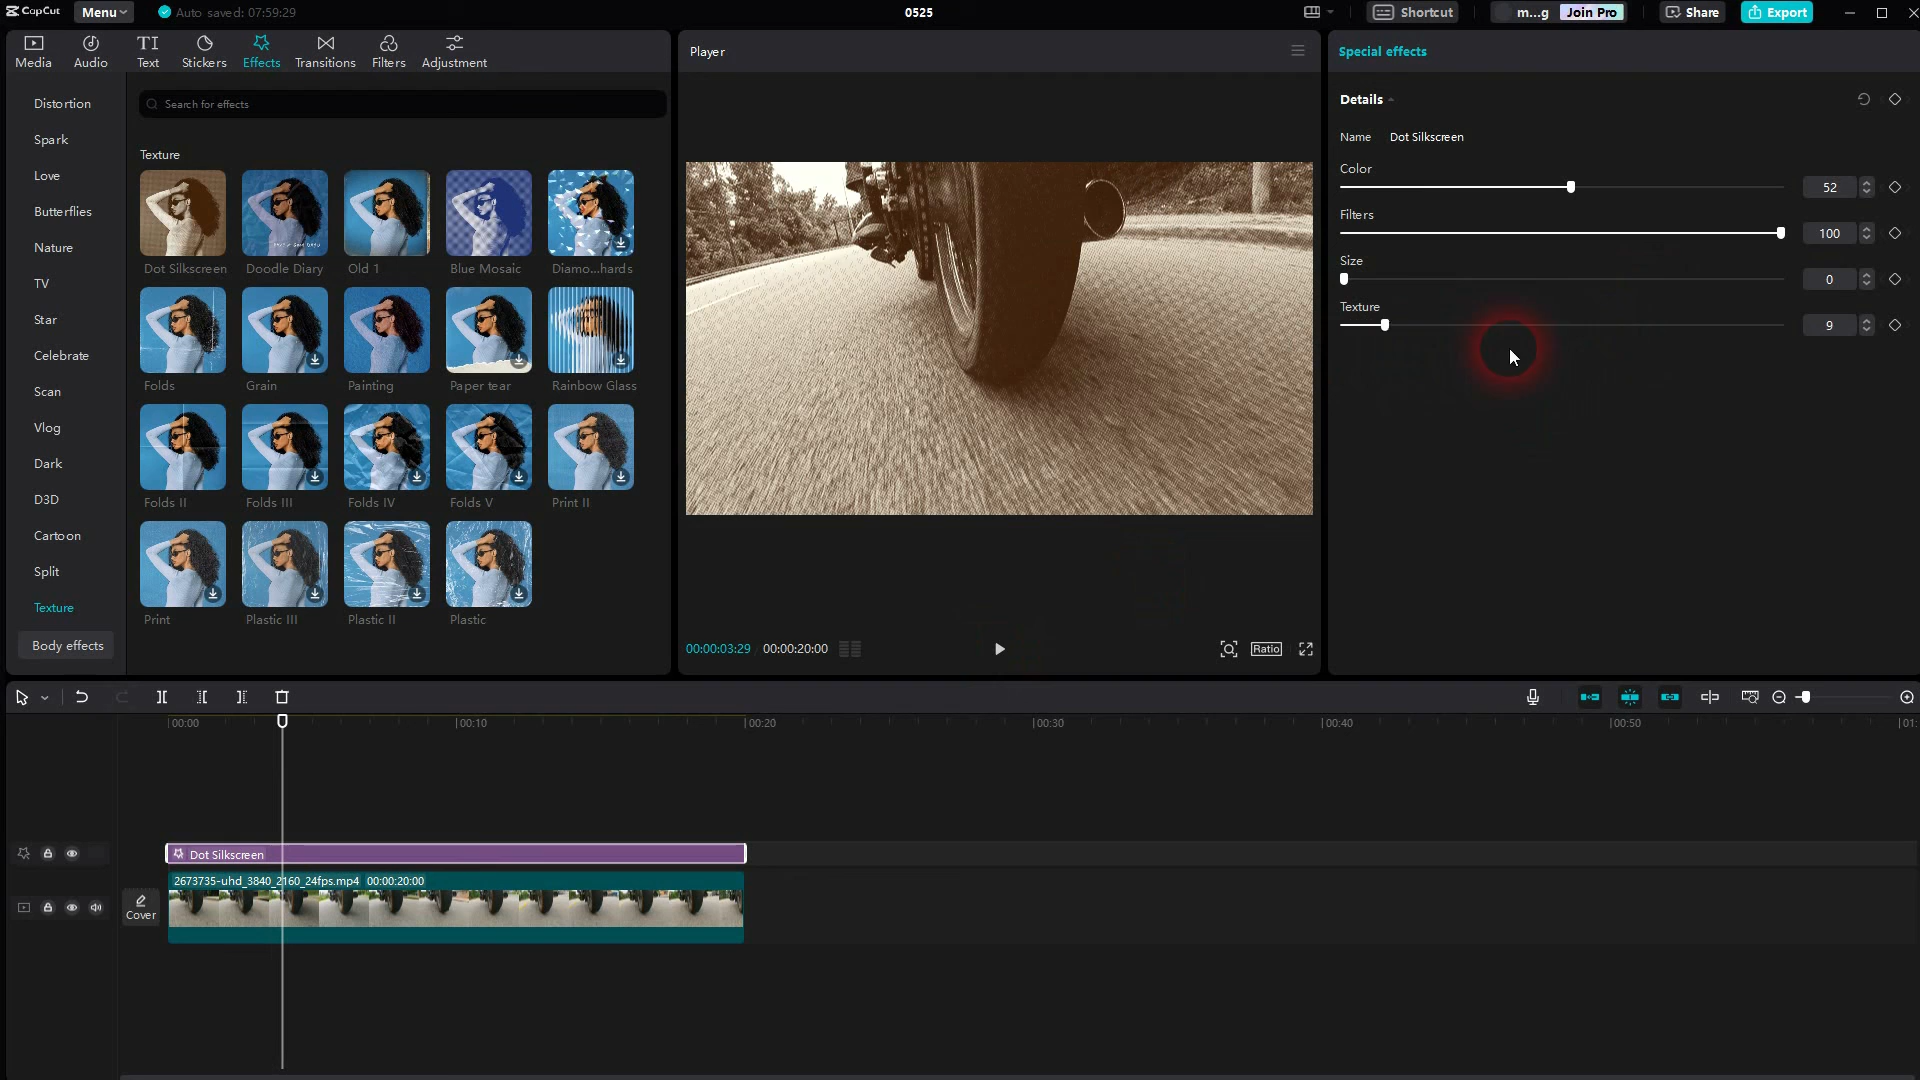 CapCut
Menu
Auto saved: 07:59:29
0525
Shortcut
m...g
Join Pro
Share
Export
Media
Audio
Text
Stickers
Effects
Transitions
Filters
Adjustment
Distortion
Spark
Love
Butterflies
Nature
TV
Star
Celebrate
Scan
Vlog
Dark
D3D
Cartoon
Split
Texture
Body effects
Search for effects
Texture
Dot Silkscreen
Doodle Diary
Old 1
Blue Mosaic
Diamo...hards
Folds
Grain
Painting
Paper tear
Rainbow Glass
Folds II
Folds III
Folds IV
Folds V
Print II
Print
Plastic III
Plastic II
Plastic
Player
00:00:03:29
00:00:20:00
Ratio
Special effects
Details
Name Dot Silkscreen
Color
52
Filters
100
Size
0
Texture
9
00:00
00:10
00:20
00:30
00:40
00:50
01:
Dot Silkscreen
2673735-uhd_3840_2160_24fps.mp4 00:00:20:00
Cover